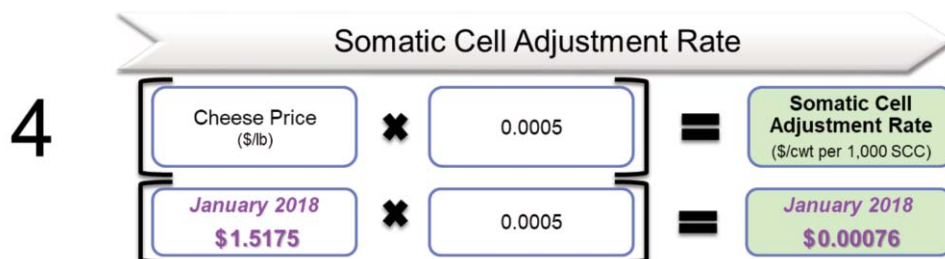 Somatic Cell Adjustment Rate
4
Cheese Price
($/lb)
✖
0.0005
=
Somatic Cell
Adjustment Rate
($/cwt per 1,000 SCC)
January 2018
$1.5175
✖
0.0005
=
January 2018
$0.00076